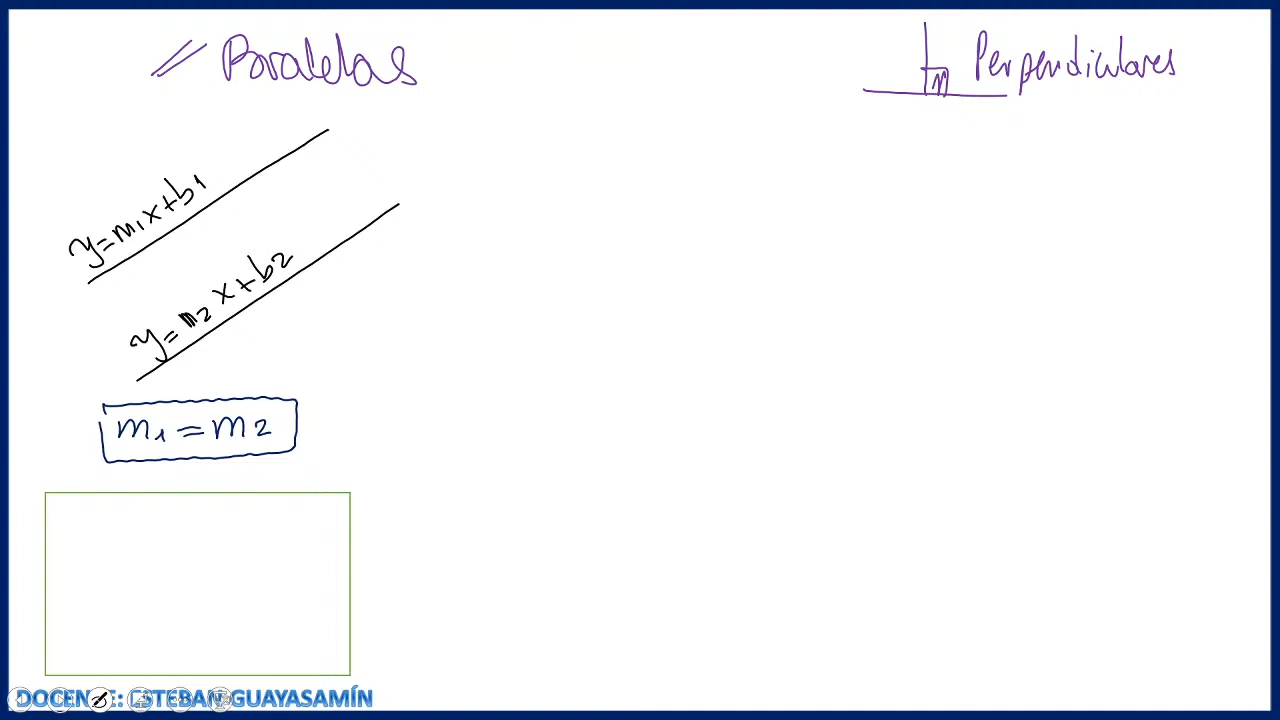 // Paralelas
Perpendiculares
y=m1x+b1
y=m2x+b2
m1=m2
DOCENTE: ESTEBAN GUAYASAMÍN